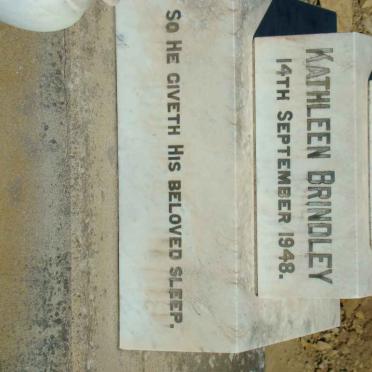 KATHLEEN BRINDLEY
14TH SEPTEMBER 1948.
SO HE GIVETH HIS BELOVED SLEEP.